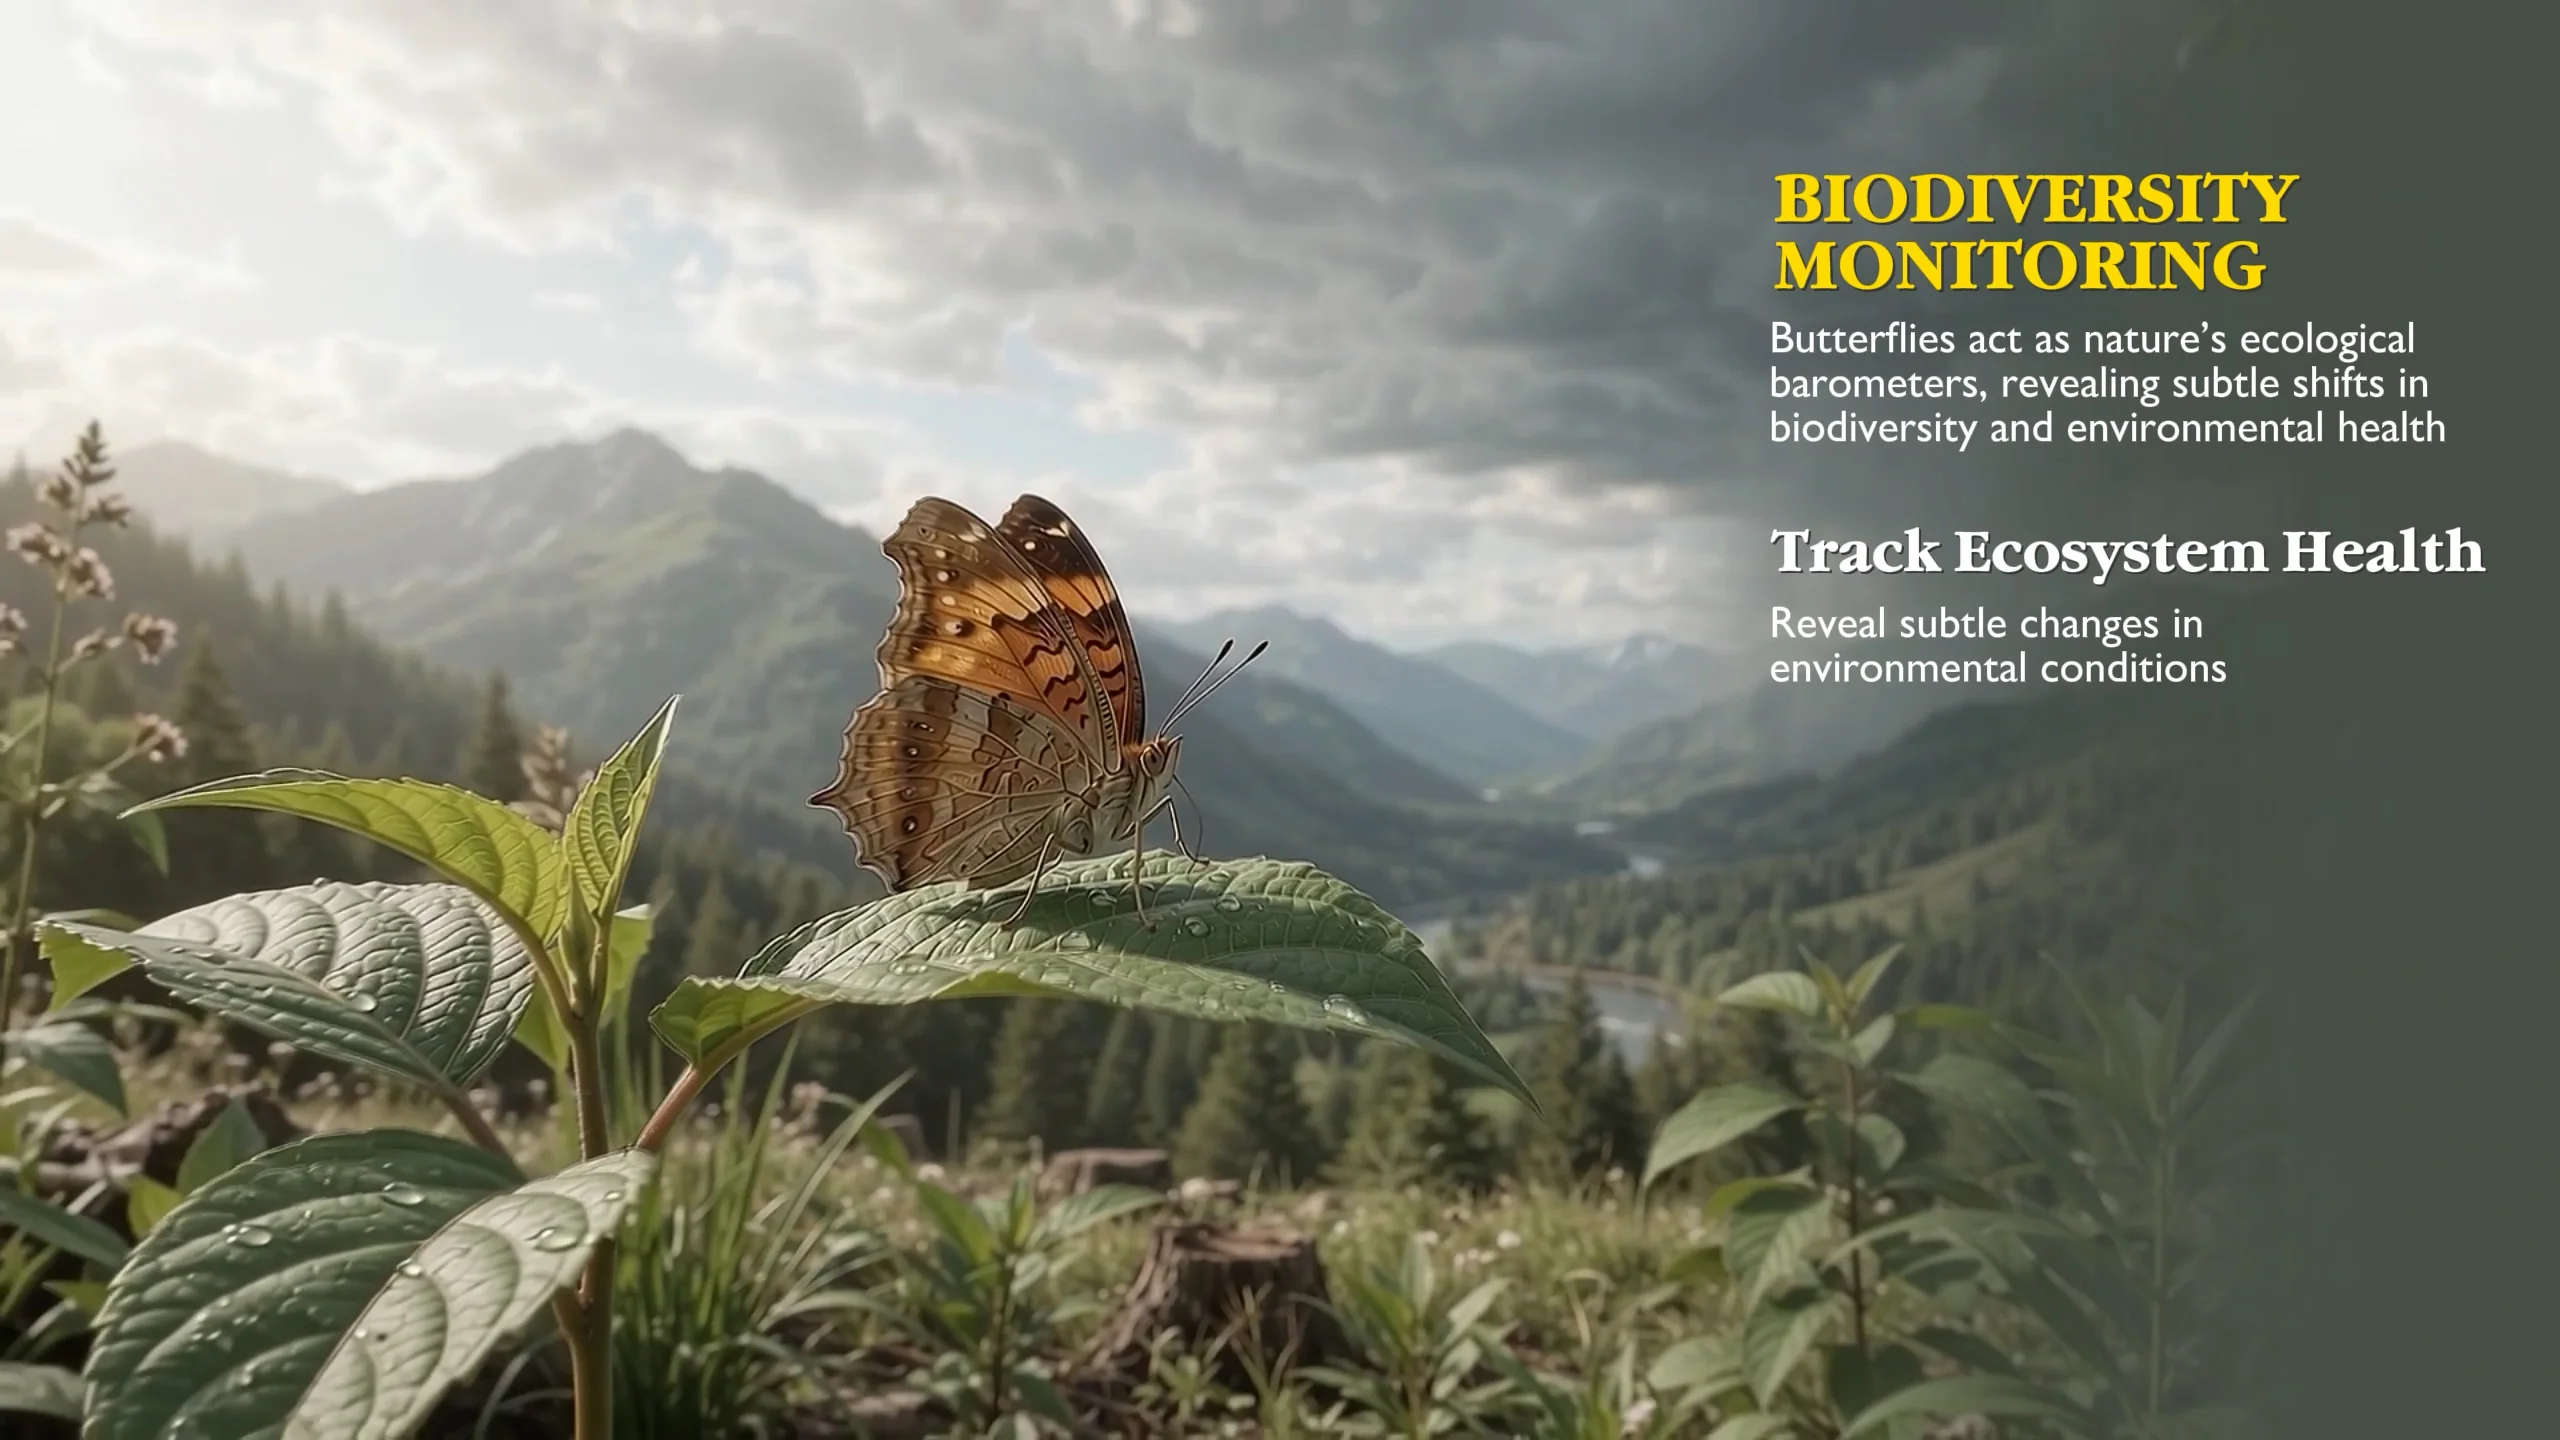 BIODIVERSITY
MONITORING
Butterflies act as nature’s ecological
barometers, revealing subtle shifts in
biodiversity and environmental health
Track Ecosystem Health
Reveal subtle changes in
environmental conditions